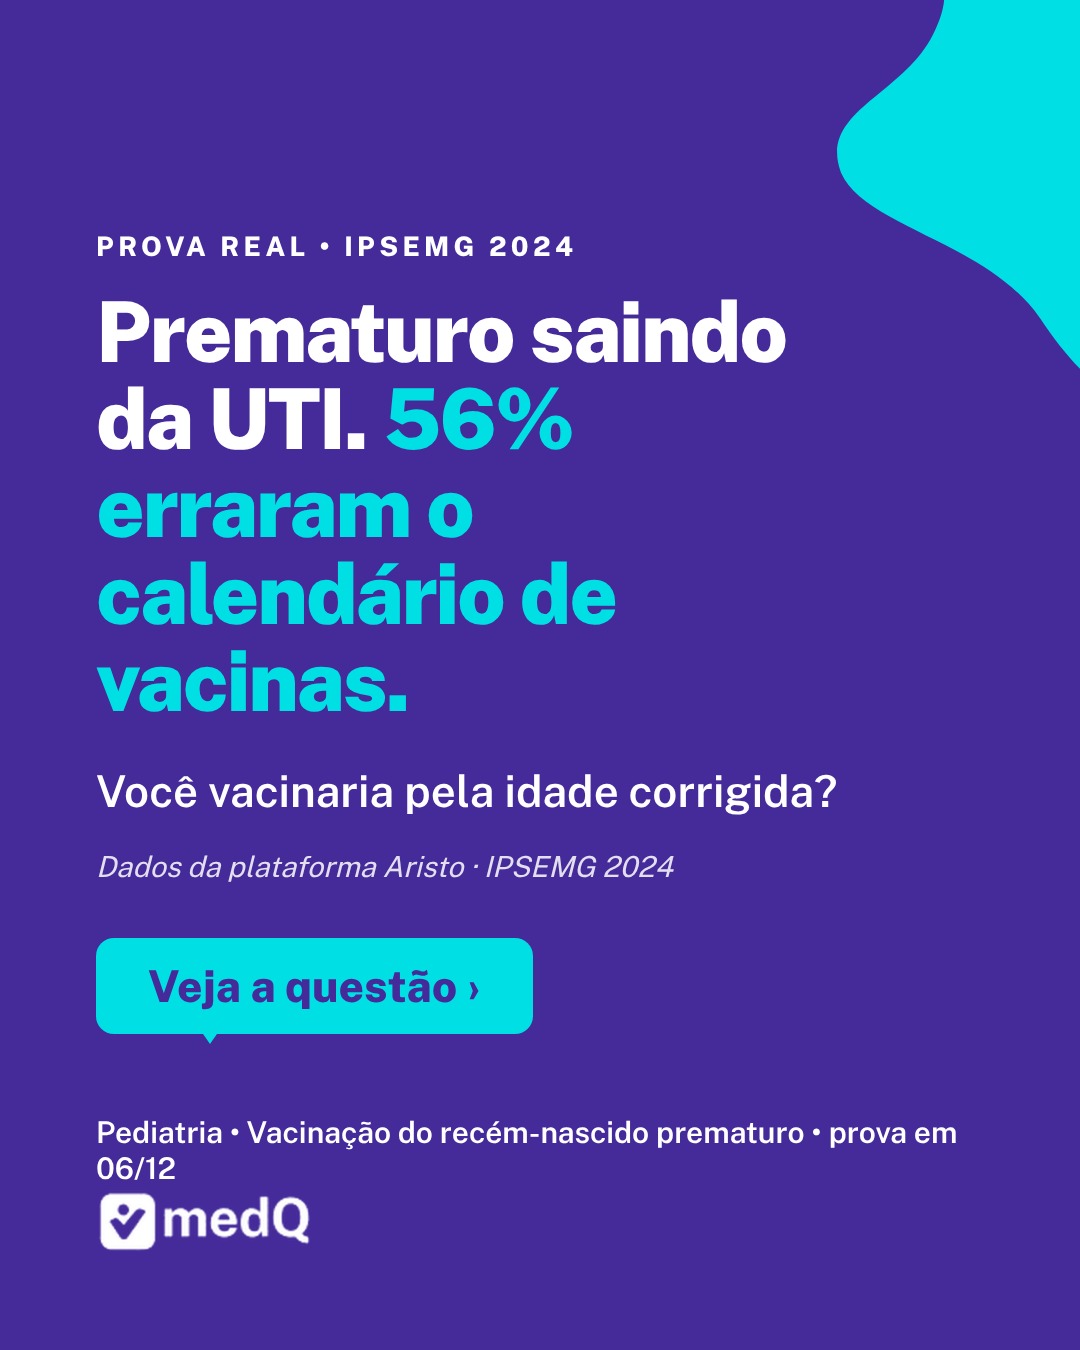 PROVA REAL • IPSEMG 2024
Prematuro saindo
da UTI. 56%
erraram o
calendário de
vacinas.
Você vacinaria pela idade corrigida?
Dados da plataforma Aristo · IPSEMG 2024
Veja a questão ›
Pediatria • Vacinação do recém-nascido prematuro • prova em
06/12
medQ